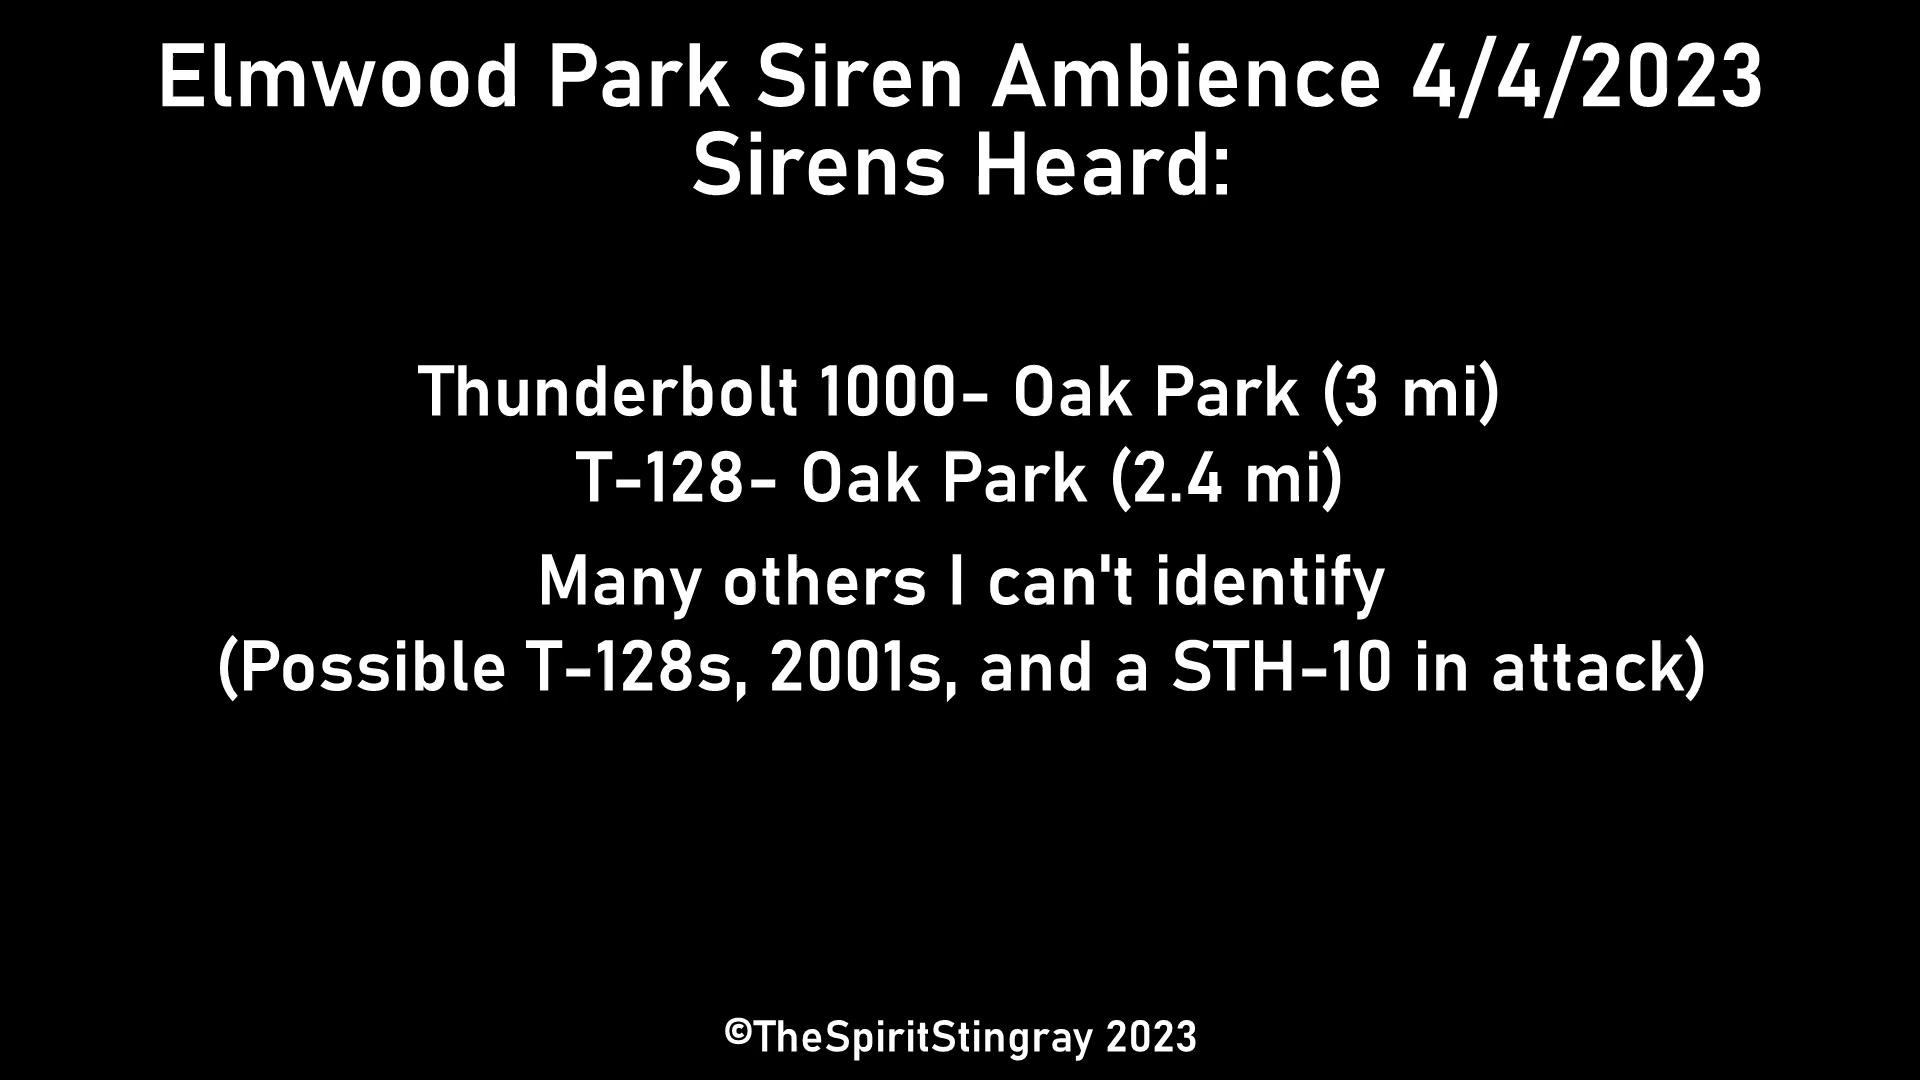 Elmwood Park Siren Ambience 4/4/2023
Sirens Heard:
Thunderbolt 1000- Oak Park (3 mi)
T-128- Oak Park (2.4 mi)
Many others I can't identify
(Possible T-128s, 2001s, and a STH-10 in attack)
©TheSpiritStingray 2023